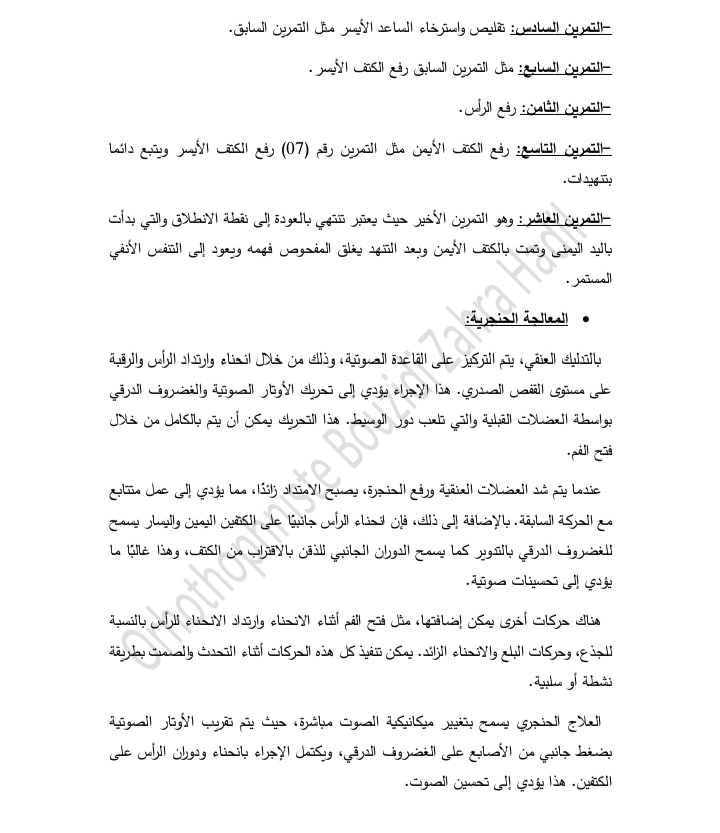 -التمرين السادس: تقليص واسترخاء الساعد الأيسر مثل التمرين السابق.
-التمرين السابع: مثل التمرين السابق رفع الكتف الأيسر.
-التمرين الثامن: رفع الرأس.
-التمرين التاسع: رفع الكتف الأيمن مثل التمرين رقم (07) رفع الكتف الأيسر ويتبع دائما
بتنهيدات.
-التمرين العاشر: وهو التمرين الأخير حيث يعتبر تنتهي بالعودة إلى نقطة الانطلاق والتي بدأت
باليد اليمنى وتمت بالكتف الأيمن وبعد التنهد يغلق المفحوص فهمه ويعود إلى التنفس الأنفي
المستمر.
• المعالجة الحنجرية:
بالتدليك العنقي، يتم التركيز على القاعدة الصوتية، وذلك من خلال انحناء وارتداد الرأس والرقبة
على مستوى القفص الصدري. هذا الإجراء يؤدي إلى تحريك الأوتار الصوتية والغضروف الدرقي
بواسطة العضلات القبلية والتي تلعب دور الوسيط. هذا التحريك يمكن أن يتم بالكامل من خلال
فتح الفم.
عندما يتم شد العضلات العنقية ورفع الحنجرة، يصبح الامتداد زائدًا، مما يؤدي إلى عمل متتابع
مع الحركة السابقة. بالإضافة إلى ذلك، فإن انحناء الرأس جانبيًا على الكتفين اليمين واليسار يسمح
للغضروف الدرقي بالتدوير كما يسمح الدوران الجانبي للذقن بالاقتراب من الكتف، وهذا غالبًا ما
يؤدي إلى تحسينات صوتية.
هناك حركات أخرى يمكن إضافتها، مثل فتح الفم أثناء الانحناء وارتداد الانحناء للرأس بالنسبة
للجذع، وحركات البلع والانحناء الزائد. يمكن تنفيذ كل هذه الحركات أثناء التحدث والصمت بطريقة
نشطة أو سلبية.
العلاج الحنجري يسمح بتغيير ميكانيكية الصوت مباشرة، حيث يتم تقريب الأوتار الصوتية
بضغط جانبي من الأصابع على الغضروف الدرقي، ويكتمل الإجراء بانحناء ودوران الرأس على
الكتفين. هذا يؤدي إلى تحسين الصوت.
Orhothophniste Bouzidi Zahra Hadil